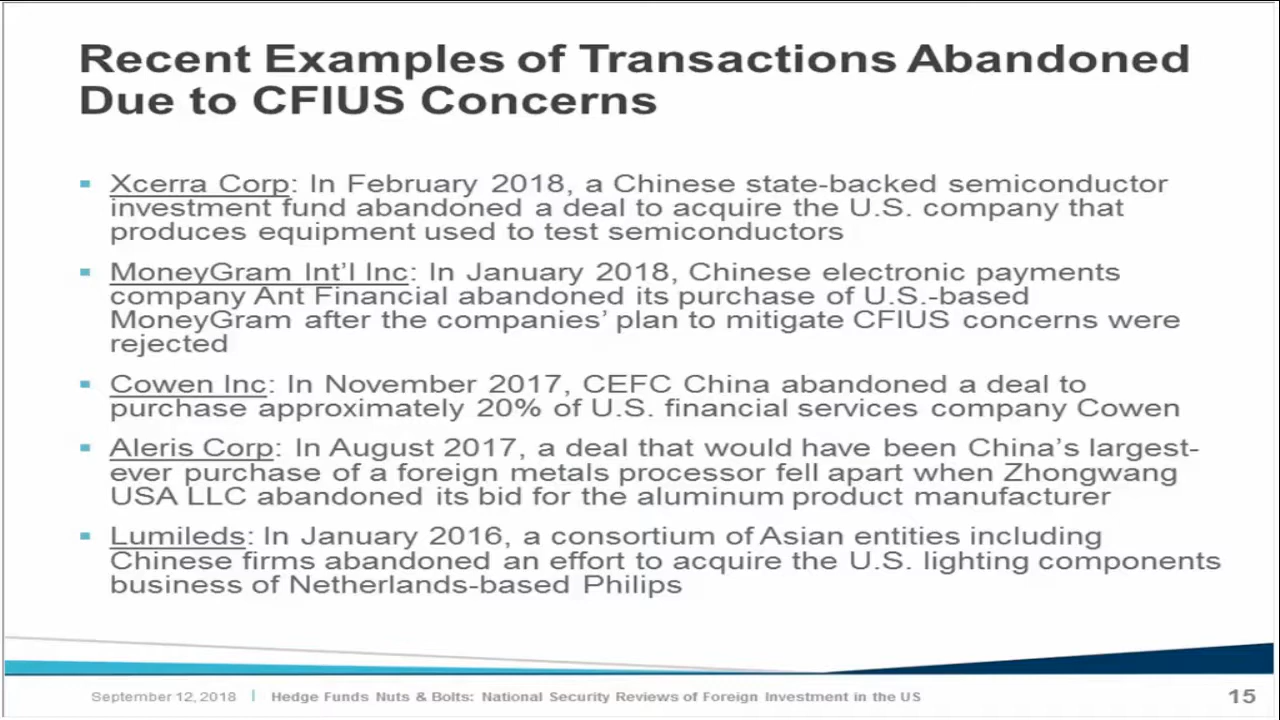 Recent Examples of Transactions Abandoned
Due to CFIUS Concerns
Xcerra Corp: In February 2018, a Chinese state-backed semiconductor
investment fund abandoned a deal to acquire the U.S. company that
produces equipment used to test semiconductors
MoneyGram Int'l Inc: In January 2018, Chinese electronic payments
company Ant Financial abandoned its purchase of U.S.-based
MoneyGram after the companies' plan to mitigate CFIUS concerns were
rejected
Cowen Inc: In November 2017, CEFC China abandoned a deal to
purchase approximately 20% of U.S. financial services company Cowen
Aleris Corp: In August 2017, a deal that would have been China's largest-
ever purchase of a foreign metals processor fell apart when Zhongwang
USA LLC abandoned its bid for the aluminum product manufacturer
Lumileds: In January 2016, a consortium of Asian entities including
Chinese firms abandoned an effort to acquire the U.S. lighting components
business of Netherlands-based Philips
September 12, 2018 | Hedge Funds Nuts & Bolts: National Security Reviews of Foreign Investment in the US 15